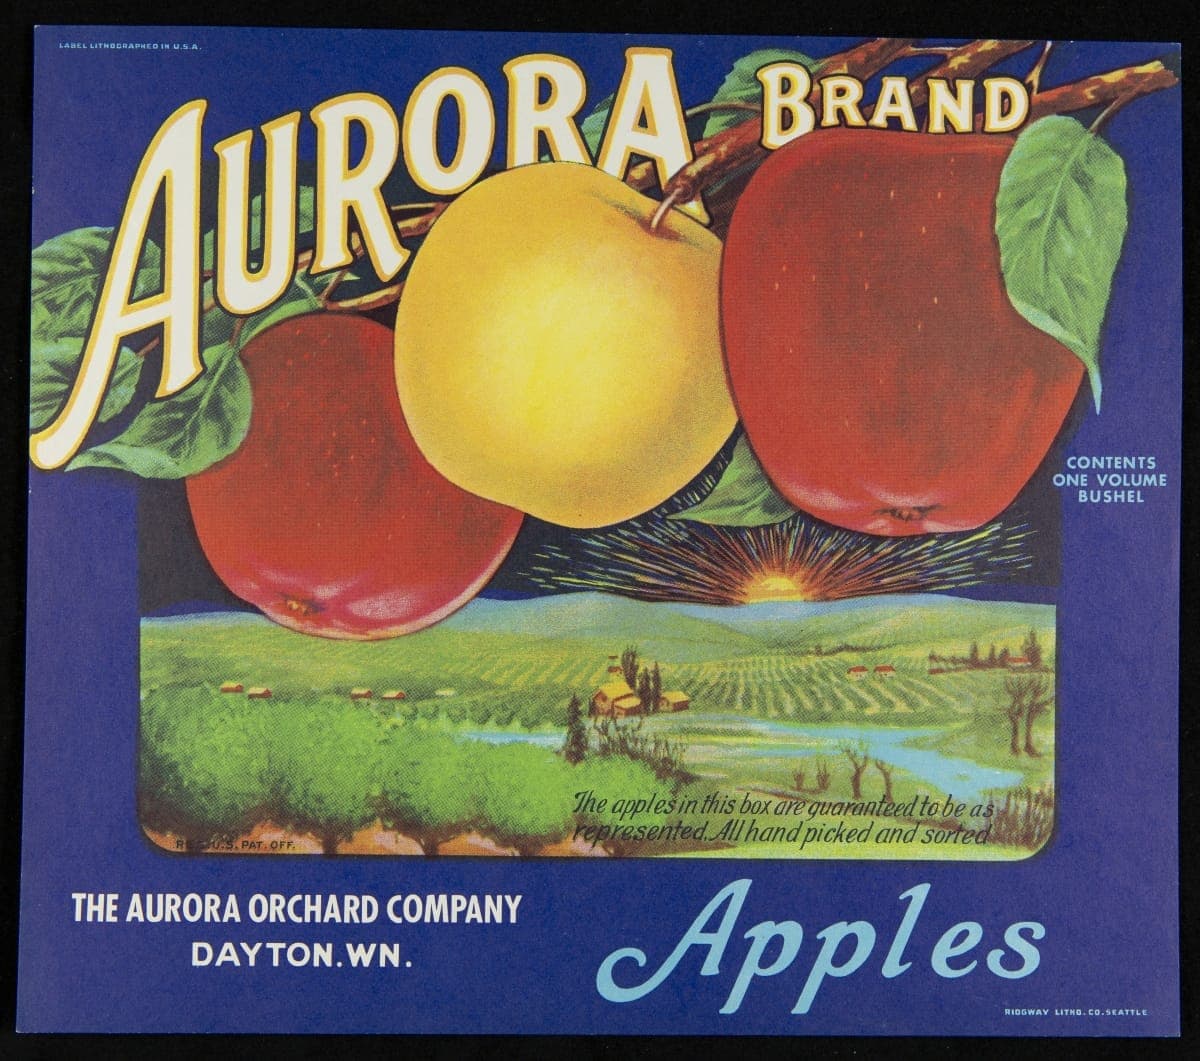 LABEL LITHOGRAPHED IN U.S.A.
AURORA BRAND
CONTENTS
ONE VOLUME
BUSHEL
The apples in this box are guaranteed to be as
represented. All hand picked and sorted
REG. U.S. PAT. OFF.
THE AURORA ORCHARD COMPANY
DAYTON.WN.
Apples
RIDGWAY LITHO. CO. SEATTLE